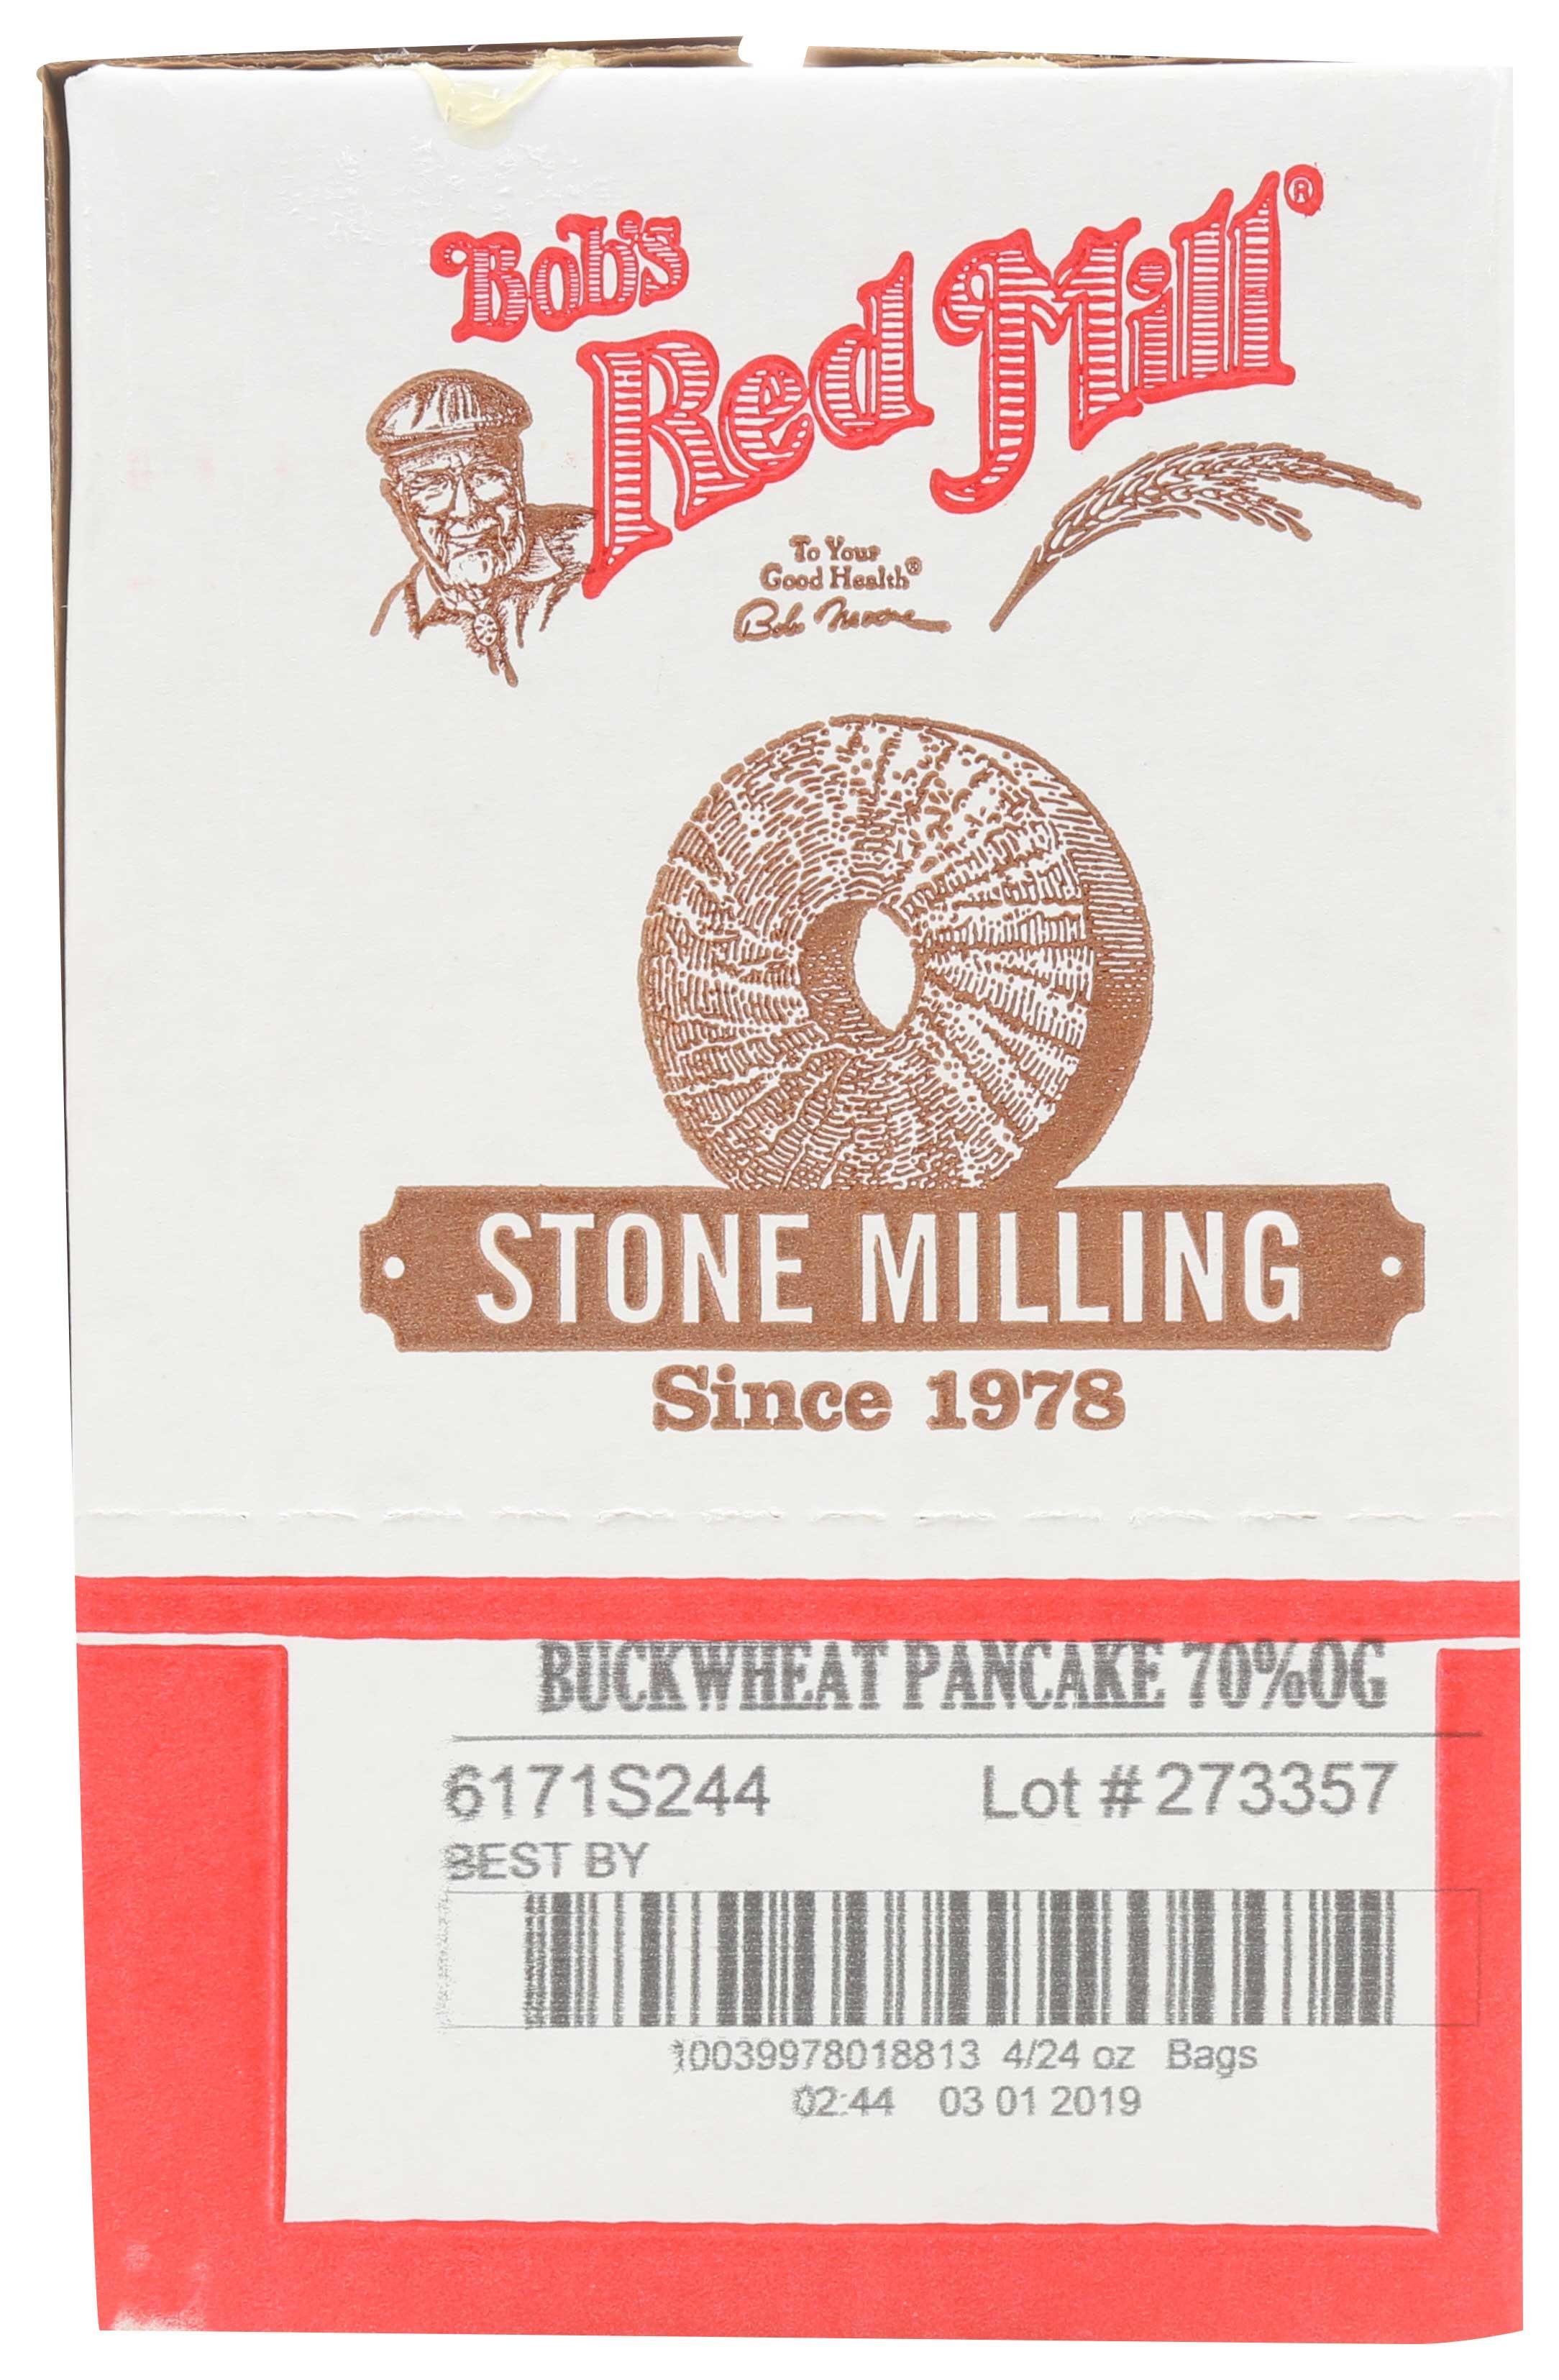 Bob's
Red Mill®
To Your
Good Health®
Bob Moore
STONE MILLING
Since 1978
BUCKWHEAT PANCAKE 70%OG
6171S244 Lot # 273357
BEST BY
10039978018813 4/24 oz Bags
02:44 03 01 2019